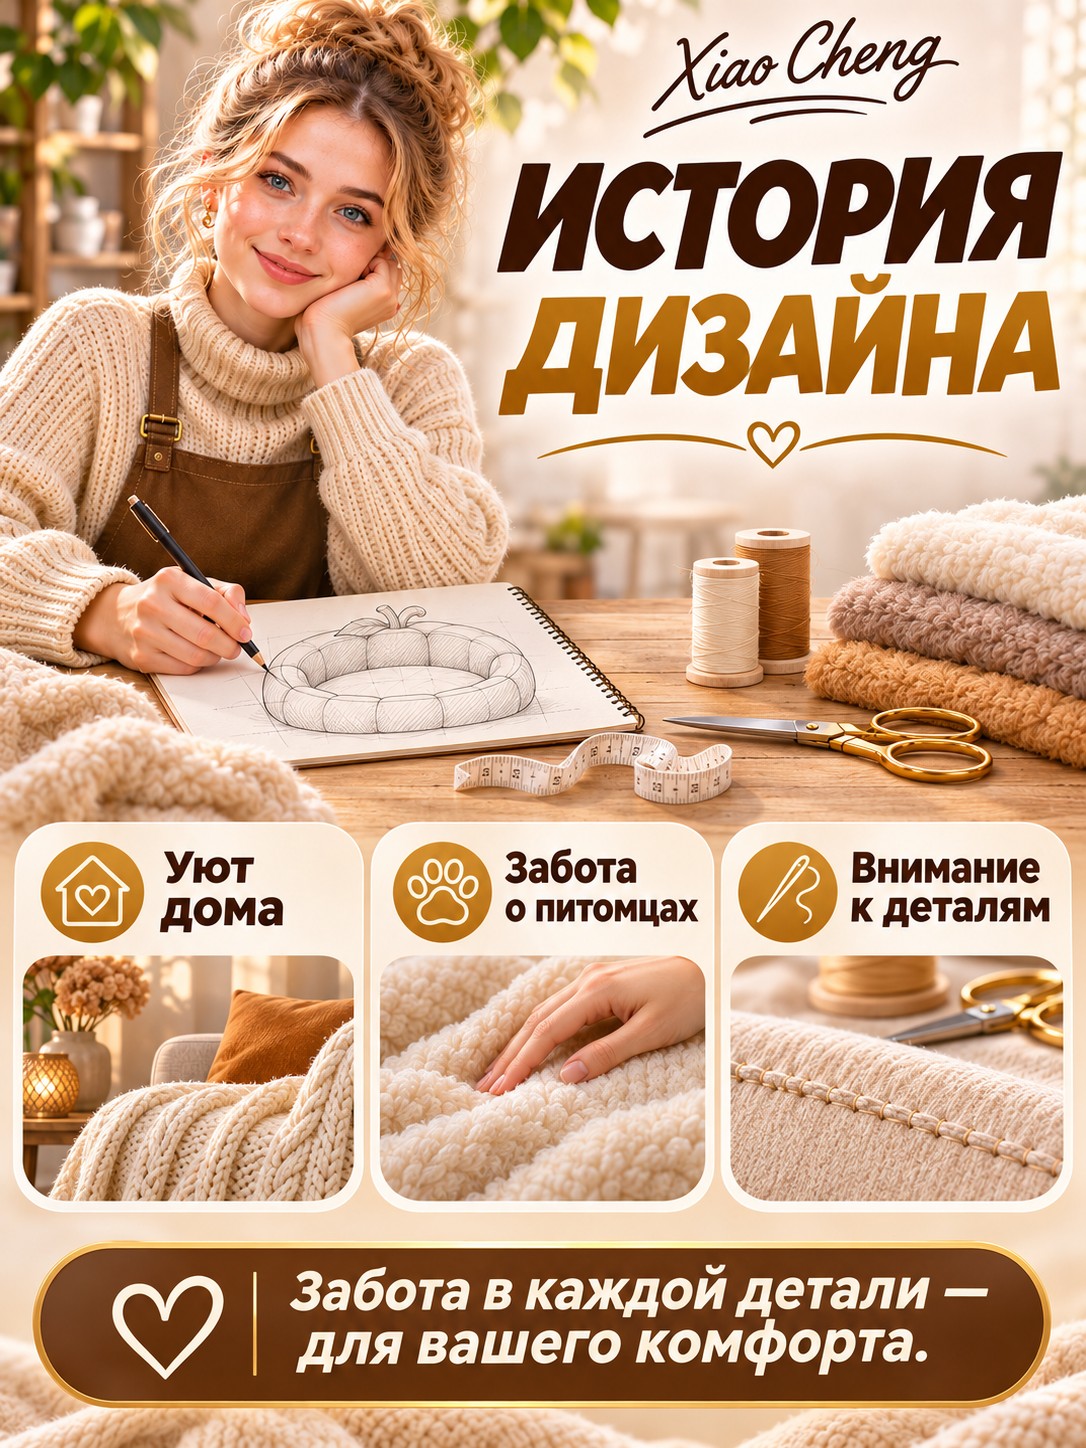 Xiao Cheng
ИСТОРИЯ
ДИЗАЙНА
Уют
дома
Забота
о питомцах
Внимание
к деталям
Забота в каждой детали —
для вашего комфорта.